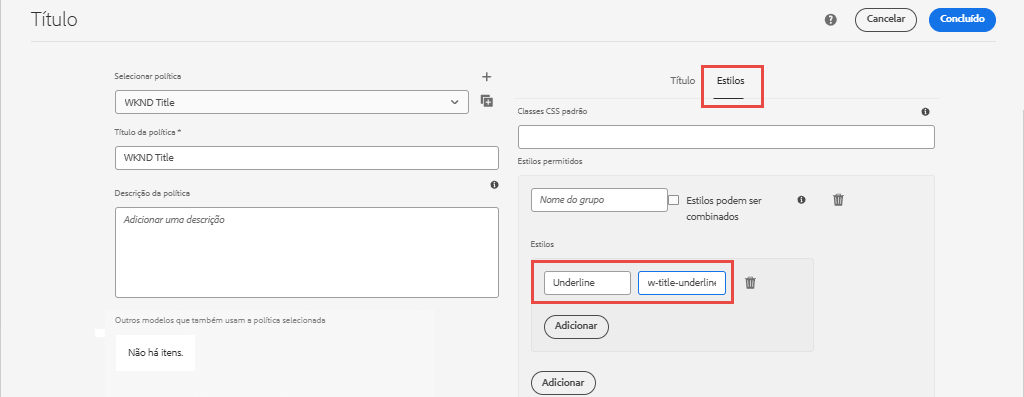 Título
Cancelar
Concluído
Selecionar política
WKND Title
Título da política *
WKND Title
Descrição da política
Adicionar uma descrição
Outros modelos que também usam a política selecionada
Não há itens.
Título
Estilos
Classes CSS padrão
Estilos permitidos
Nome do grupo
Estilos podem ser
combinados
Estilos
Underline
w-title-underline
Adicionar
Adicionar